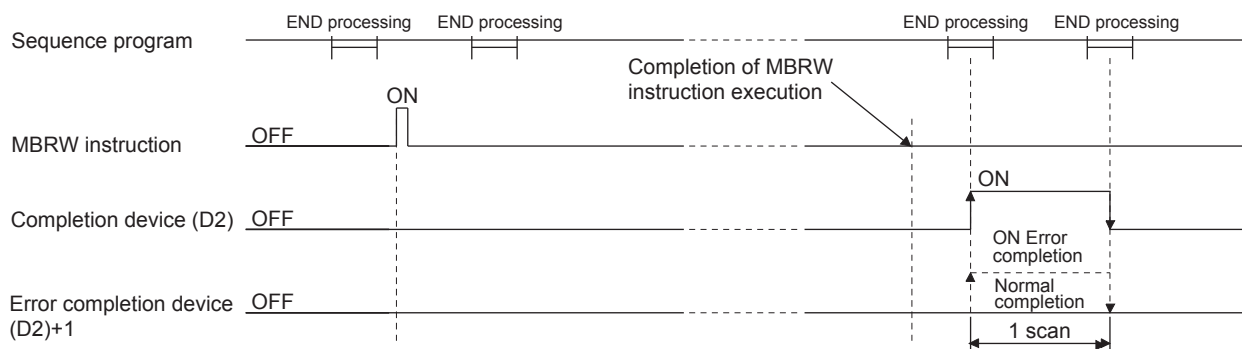 END processing END processing END processing END processing
Sequence program
Completion of MBRW
instruction execution
ON
MBRW instruction OFF
ON
Completion device (D2) OFF
ON Error
completion
Error completion device OFF
(D2)+1
Normal
completion
1 scan